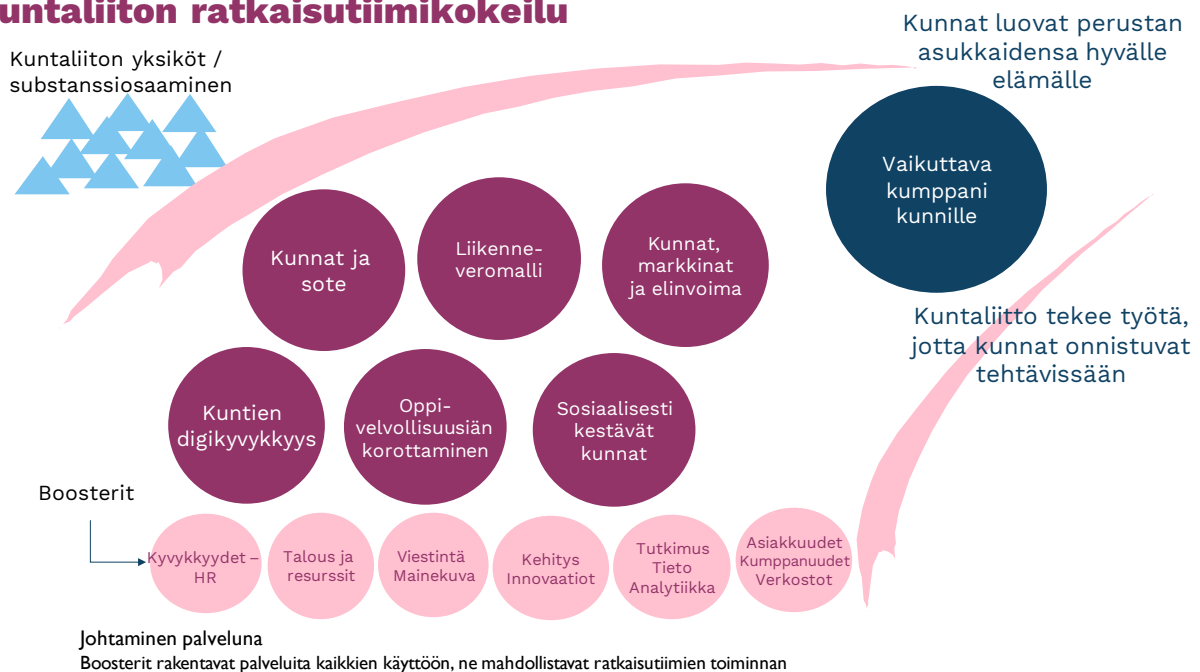 untaliiton ratkaisutiimikokeilu
Kuntaliiton yksiköt /
substanssiosaaminen
Kunnat luovat perustan
asukkaidensa hyvälle
elämälle
Vaikuttava
kumppani
kunnille
Kunnat ja
sote
Liikenne-
veromalli
Kunnat,
markkinat
ja elinvoima
Kuntaliitto tekee työtä,
jotta kunnat onnistuvat
tehtävissään
Kuntien
digikyvykkyys
Oppi-
velvollisuusiän
korottaminen
Sosiaalisesti
kestävät
kunnat
Boosterit
Kyvykkyydet –
HR
Talous ja
resurssit
Viestintä
Mainekuva
Kehitys
Innovaatiot
Tutkimus
Tieto
Analytiikka
Asiakkuudet
Kumppanuudet
Verkostot
Johtaminen palveluna
Boosterit rakentavat palveluita kaikkien käyttöön, ne mahdollistavat ratkaisutiimien toiminnan